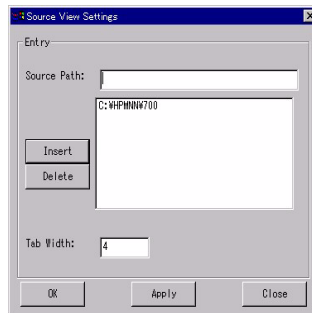 Source View Settings
Entry
Source Path:
C:¥HPMNN¥700
Insert
Delete
Tab Width:
4
OK
Apply
Close